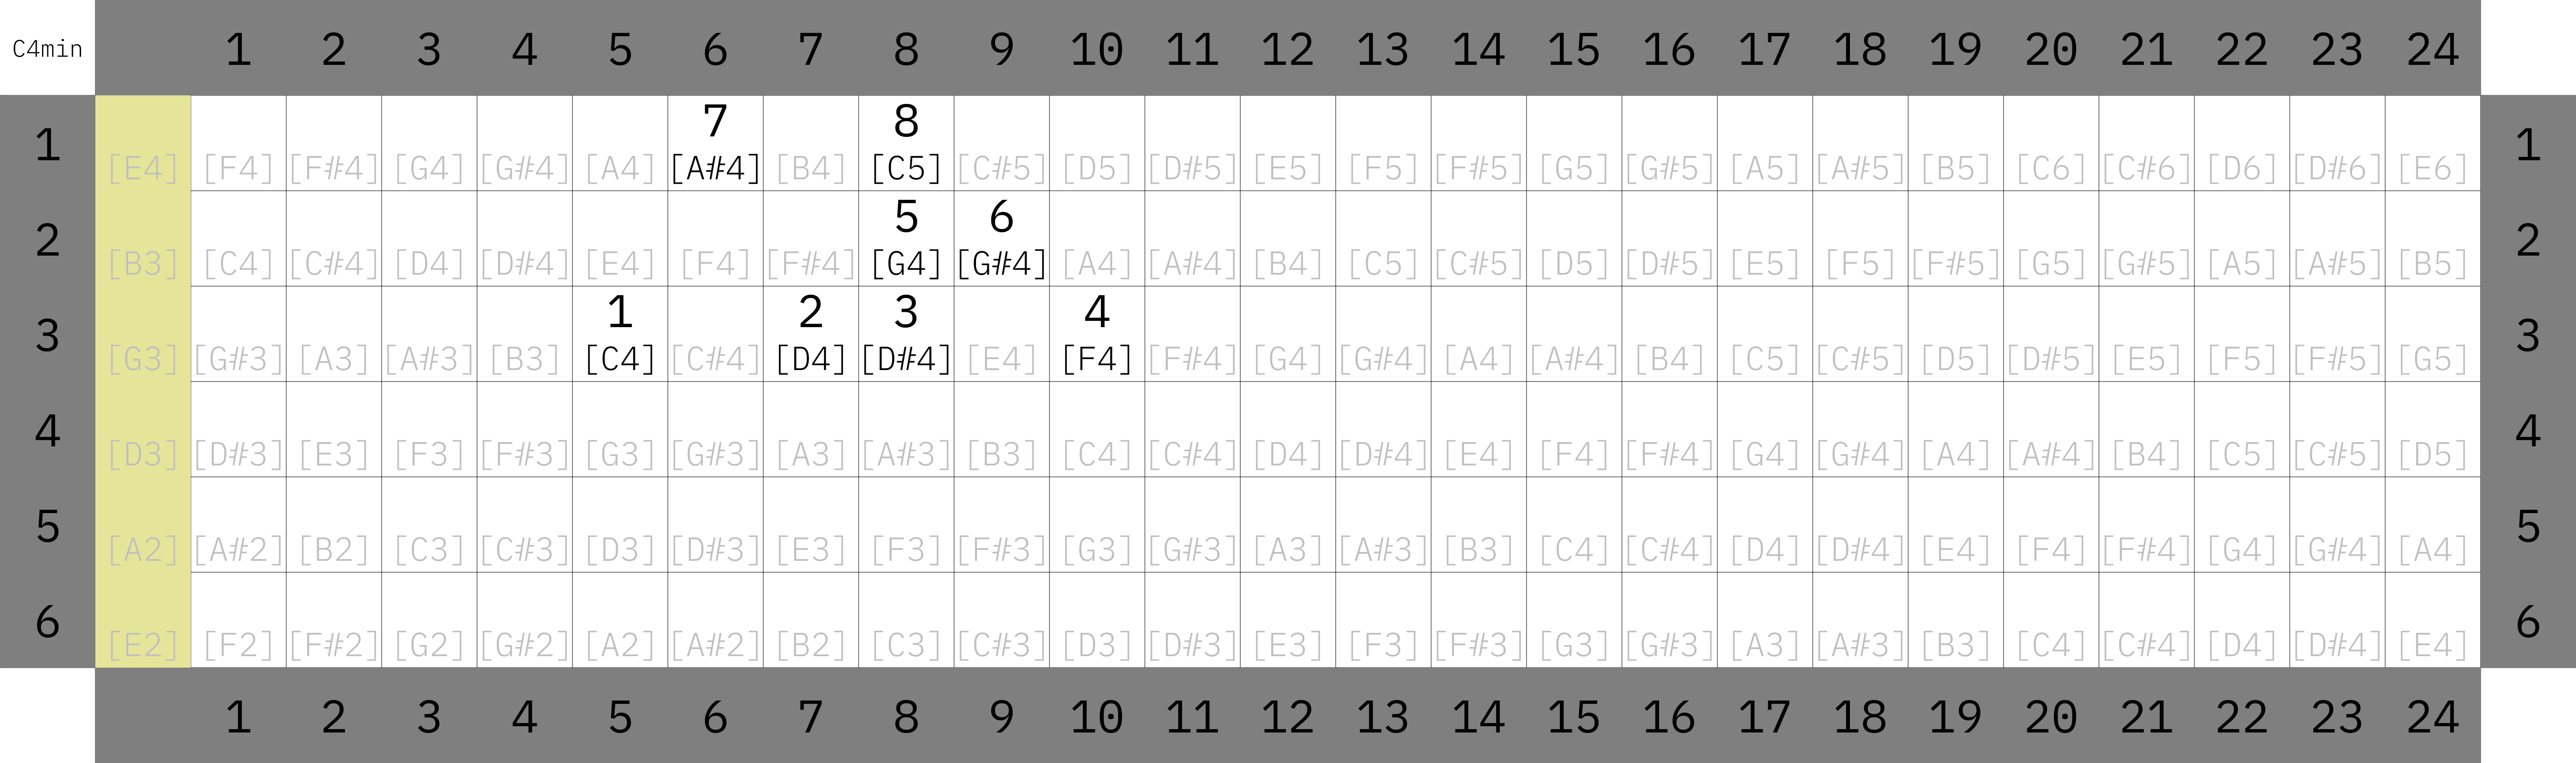 C4min 1 2 3 4 5 6 7 8 9 10 11 12 13 14 15 16 17 18 19 20 21 22 23 24
7 8
1 [E4] [F4] [F#4] [G4] [G#4] [A4] [A#4] [B4] [C5] [C#5] [D5] [D#5] [E5] [F5] [F#5] [G5] [G#5] [A5] [A#5] [B5] [C6] [C#6] [D6] [D#6] [E6] 1
5 6
2 [B3] [C4] [C#4] [D4] [D#4] [E4] [F4] [F#4] [G4] [G#4] [A4] [A#4] [B4] [C5] [C#5] [D5] [D#5] [E5] [F5] [F#5] [G5] [G#5] [A5] [A#5] [B5] 2
1 2 3 4
3 [G3] [G#3] [A3] [A#3] [B3] [C4] [C#4] [D4] [D#4] [E4] [F4] [F#4] [G4] [G#4] [A4] [A#4] [B4] [C5] [C#5] [D5] [D#5] [E5] [F5] [F#5] [G5] 3
4 [D3] [D#3] [E3] [F3] [F#3] [G3] [G#3] [A3] [A#3] [B3] [C4] [C#4] [D4] [D#4] [E4] [F4] [F#4] [G4] [G#4] [A4] [A#4] [B4] [C5] [C#5] [D5] 4
5 [A2] [A#2] [B2] [C3] [C#3] [D3] [D#3] [E3] [F3] [F#3] [G3] [G#3] [A3] [A#3] [B3] [C4] [C#4] [D4] [D#4] [E4] [F4] [F#4] [G4] [G#4] [A4] 5
6 [E2] [F2] [F#2] [G2] [G#2] [A2] [A#2] [B2] [C3] [C#3] [D3] [D#3] [E3] [F3] [F#3] [G3] [G#3] [A3] [A#3] [B3] [C4] [C#4] [D4] [D#4] [E4] 6
1 2 3 4 5 6 7 8 9 10 11 12 13 14 15 16 17 18 19 20 21 22 23 24